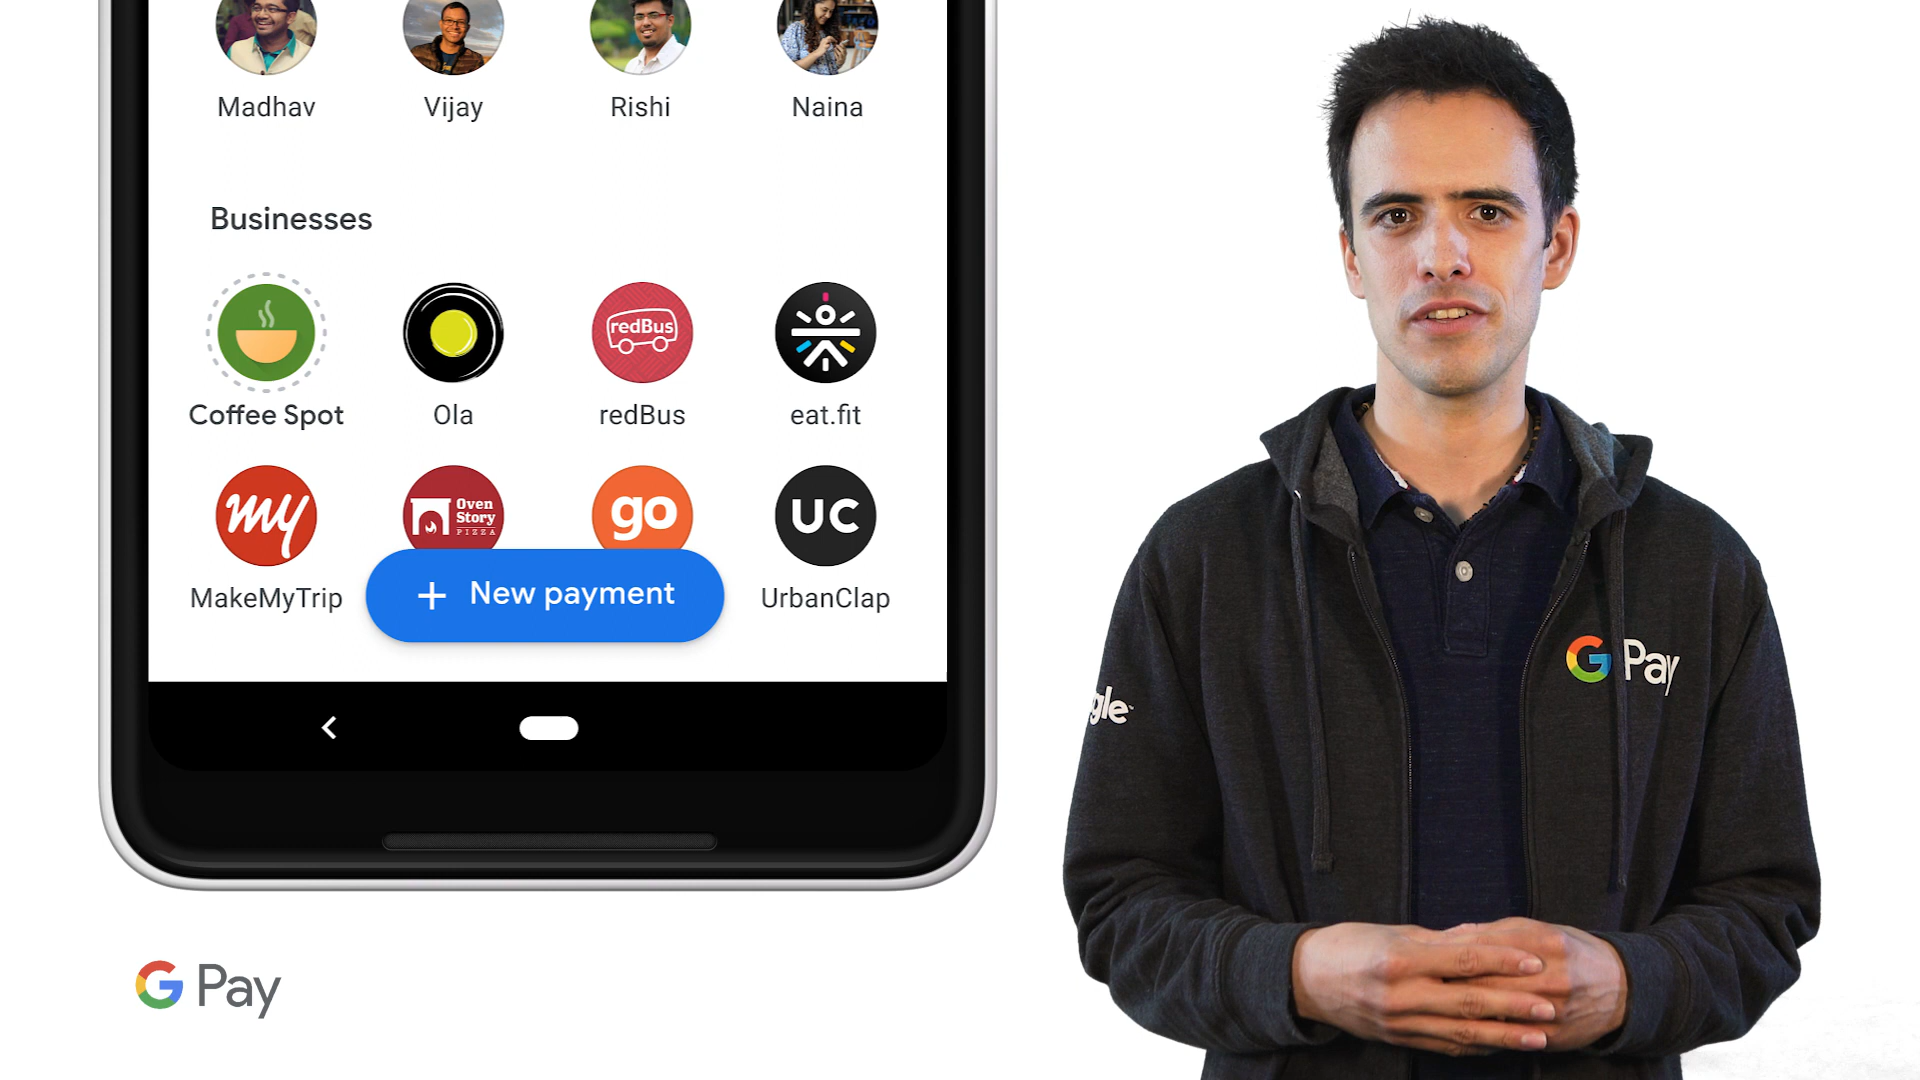 Madhav Vijay Rishi Naina
Businesses
redBus
Coffee Spot Ola redBus eat.fit
my Oven Story PIZZA go UC
MakeMyTrip + New payment UrbanClap
G Pay
gle
G Pay